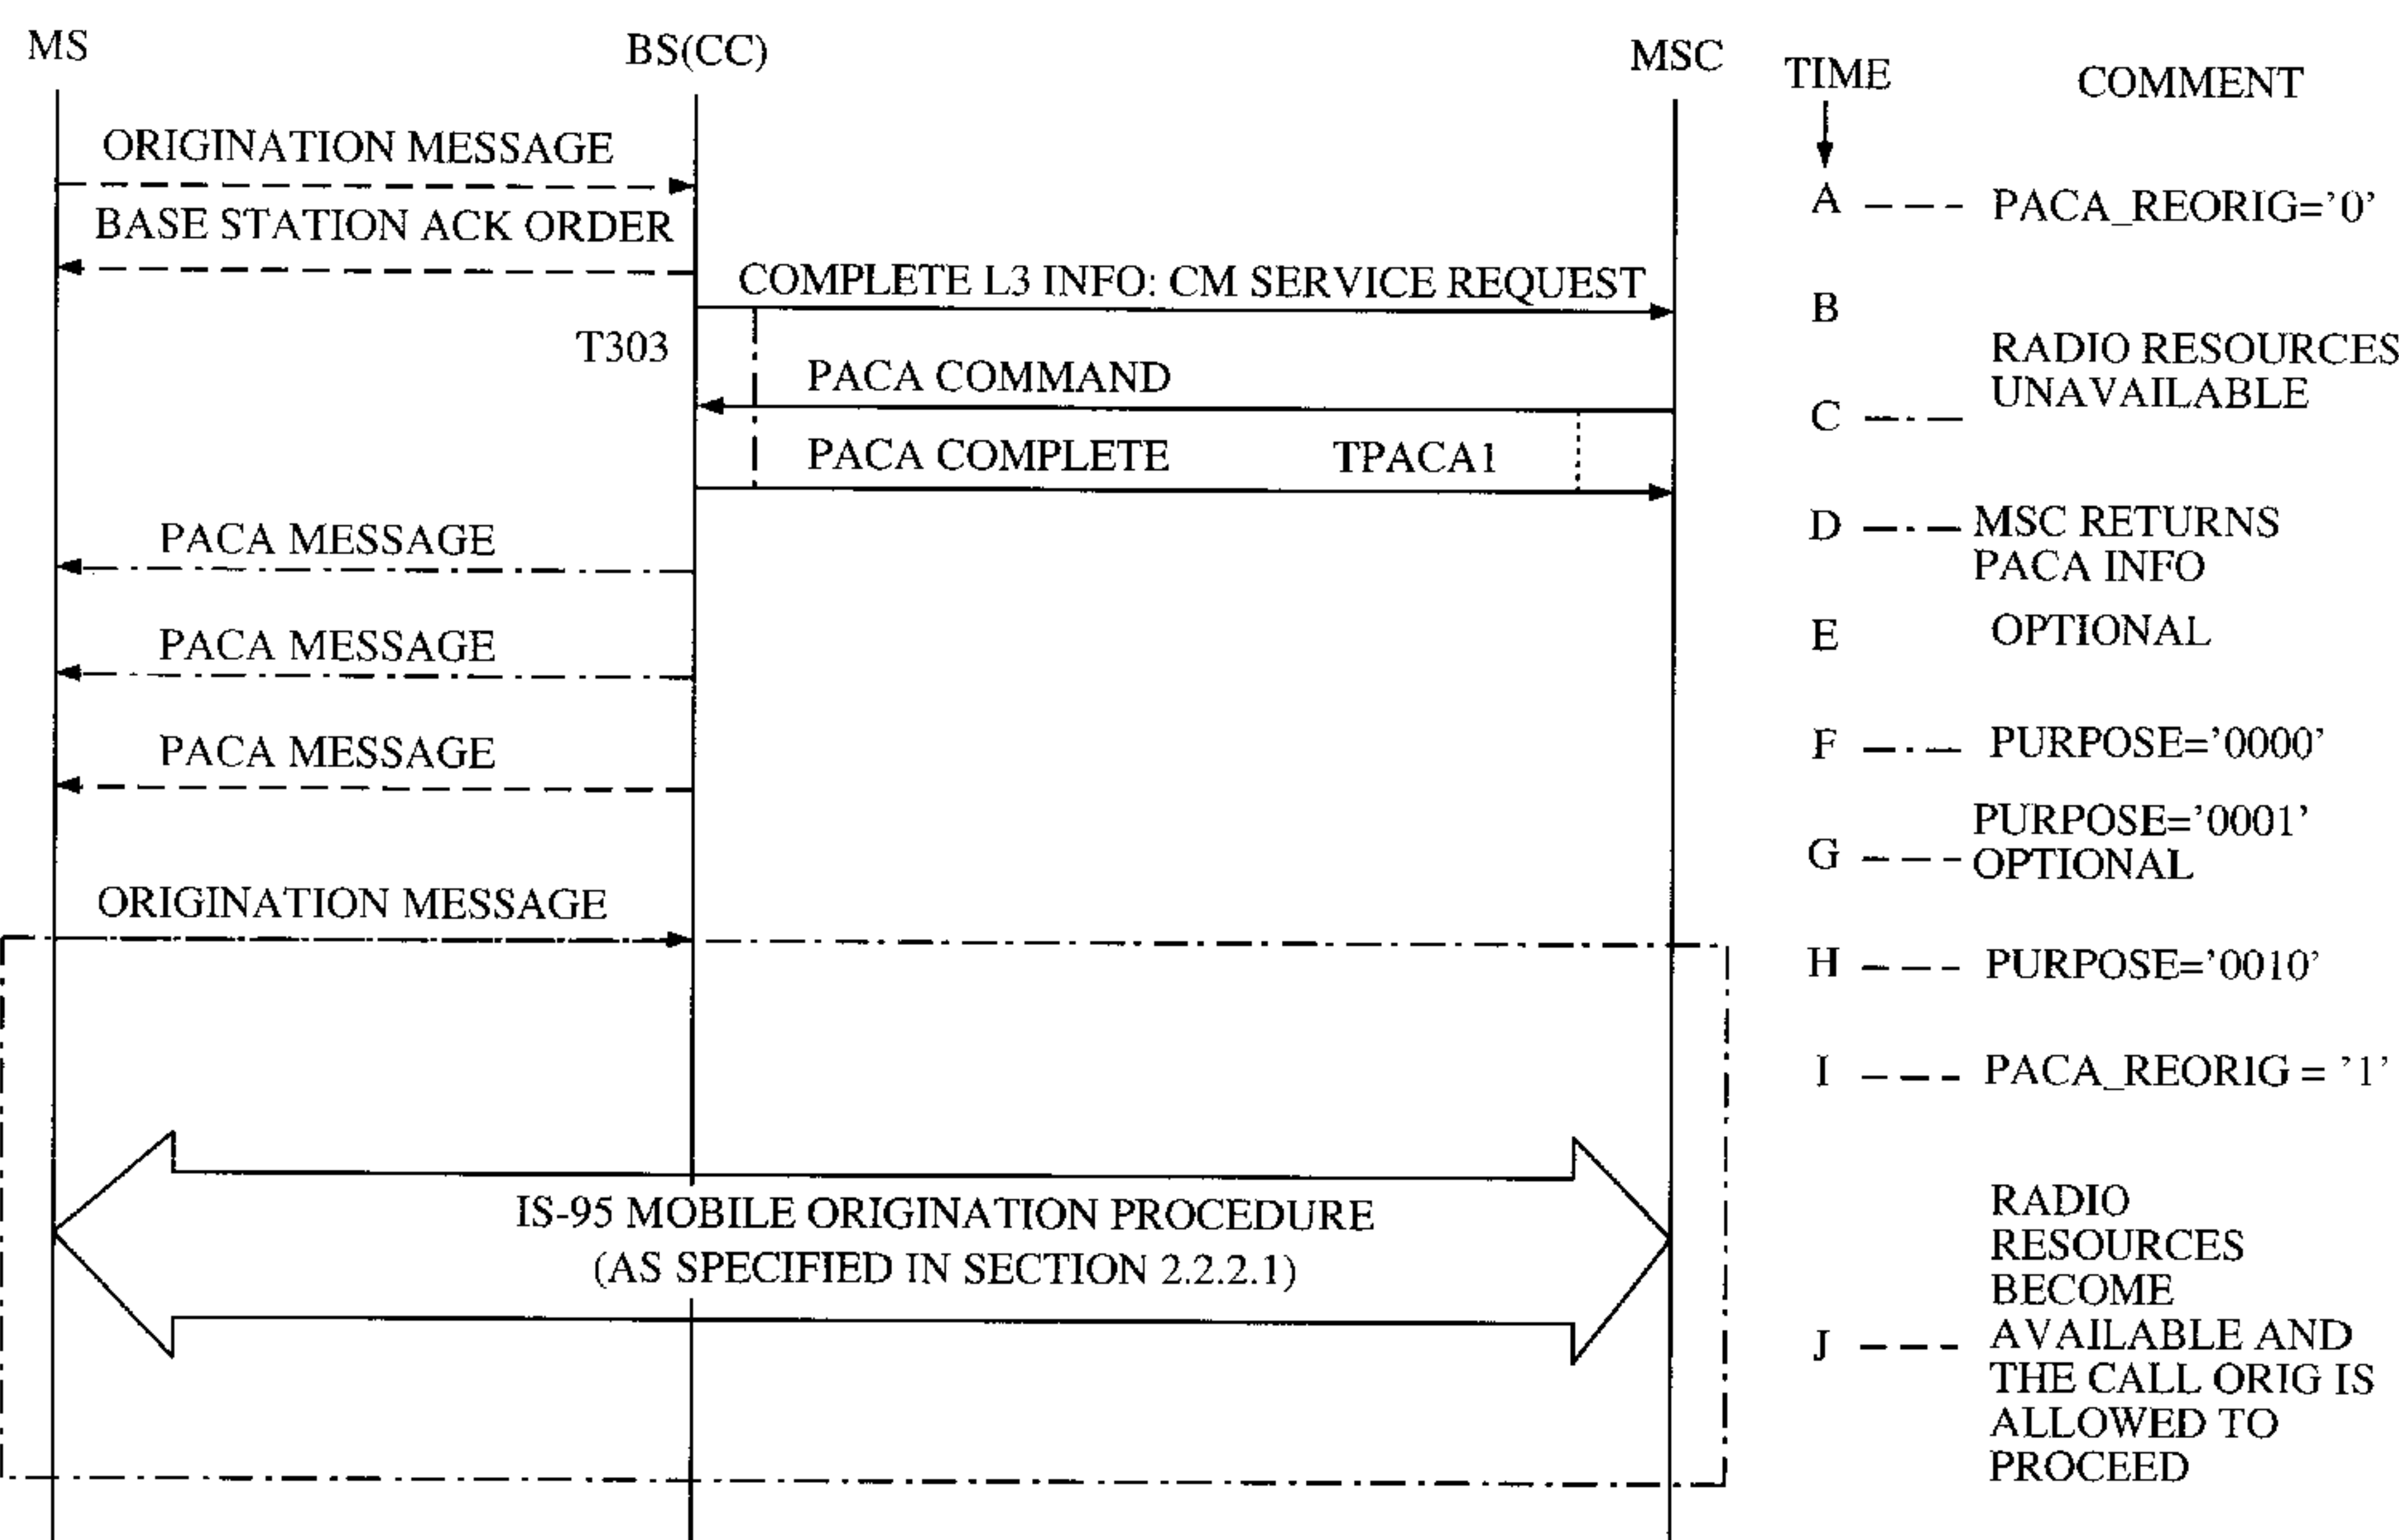 MS
BS(CC)
MSC
TIME
COMMENT
ORIGINATION MESSAGE
A
PACA_REORIG='0'
BASE STATION ACK ORDER
COMPLETE L3 INFO: CM SERVICE REQUEST
B
T303
RADIO RESOURCES
UNAVAILABLE
PACA COMMAND
C
PACA COMPLETE
TPACA1
PACA MESSAGE
D
MSC RETURNS
PACA INFO
PACA MESSAGE
E
OPTIONAL
PACA MESSAGE
F
PURPOSE='0000'
G
PURPOSE='0001'
OPTIONAL
ORIGINATION MESSAGE
H
PURPOSE='0010'
I
PACA_REORIG = '1'
IS-95 MOBILE ORIGINATION PROCEDURE
(AS SPECIFIED IN SECTION 2.2.2.1)
J
RADIO
RESOURCES
BECOME
AVAILABLE AND
THE CALL ORIG IS
ALLOWED TO
PROCEED